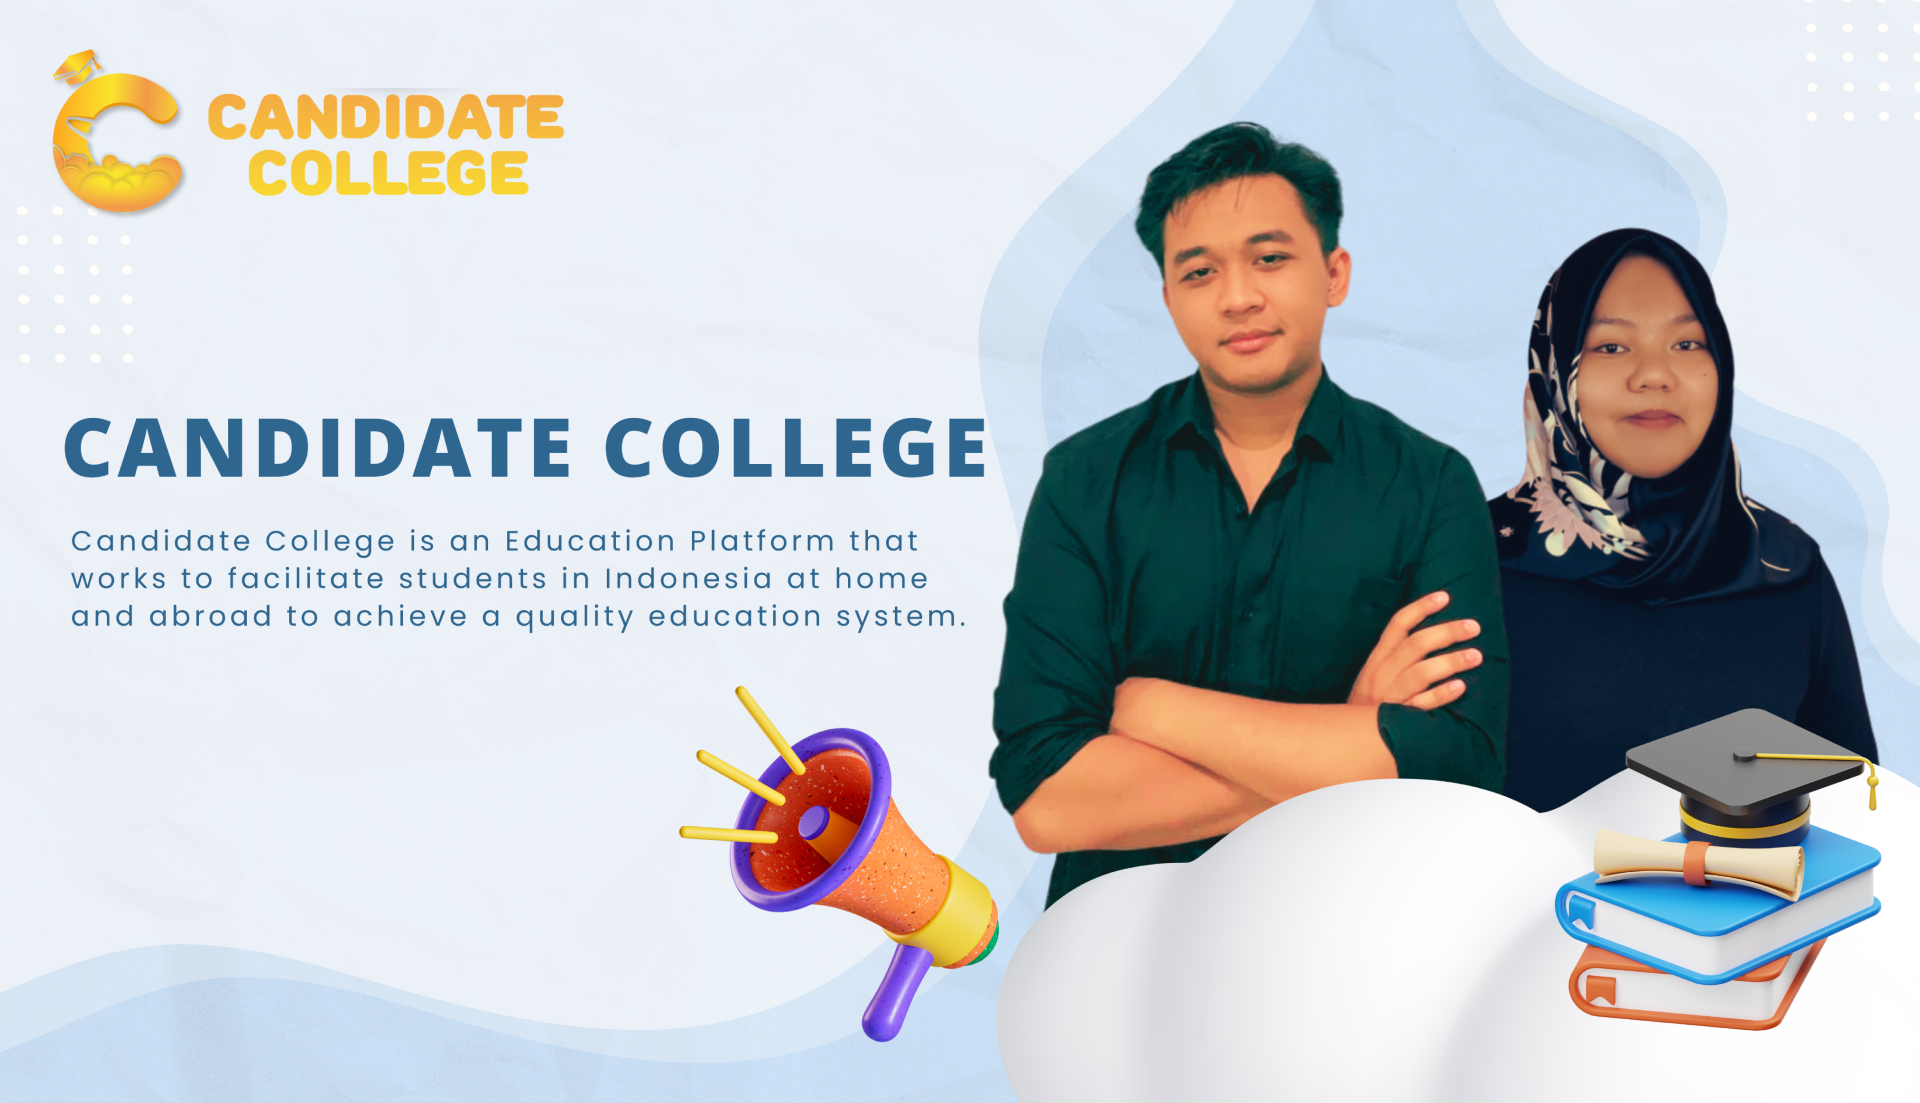 CANDIDATE
COLLEGE
CANDIDATE COLLEGE
Candidate College is an Education Platform that
works to facilitate students in Indonesia at home
and abroad to achieve a quality education system.